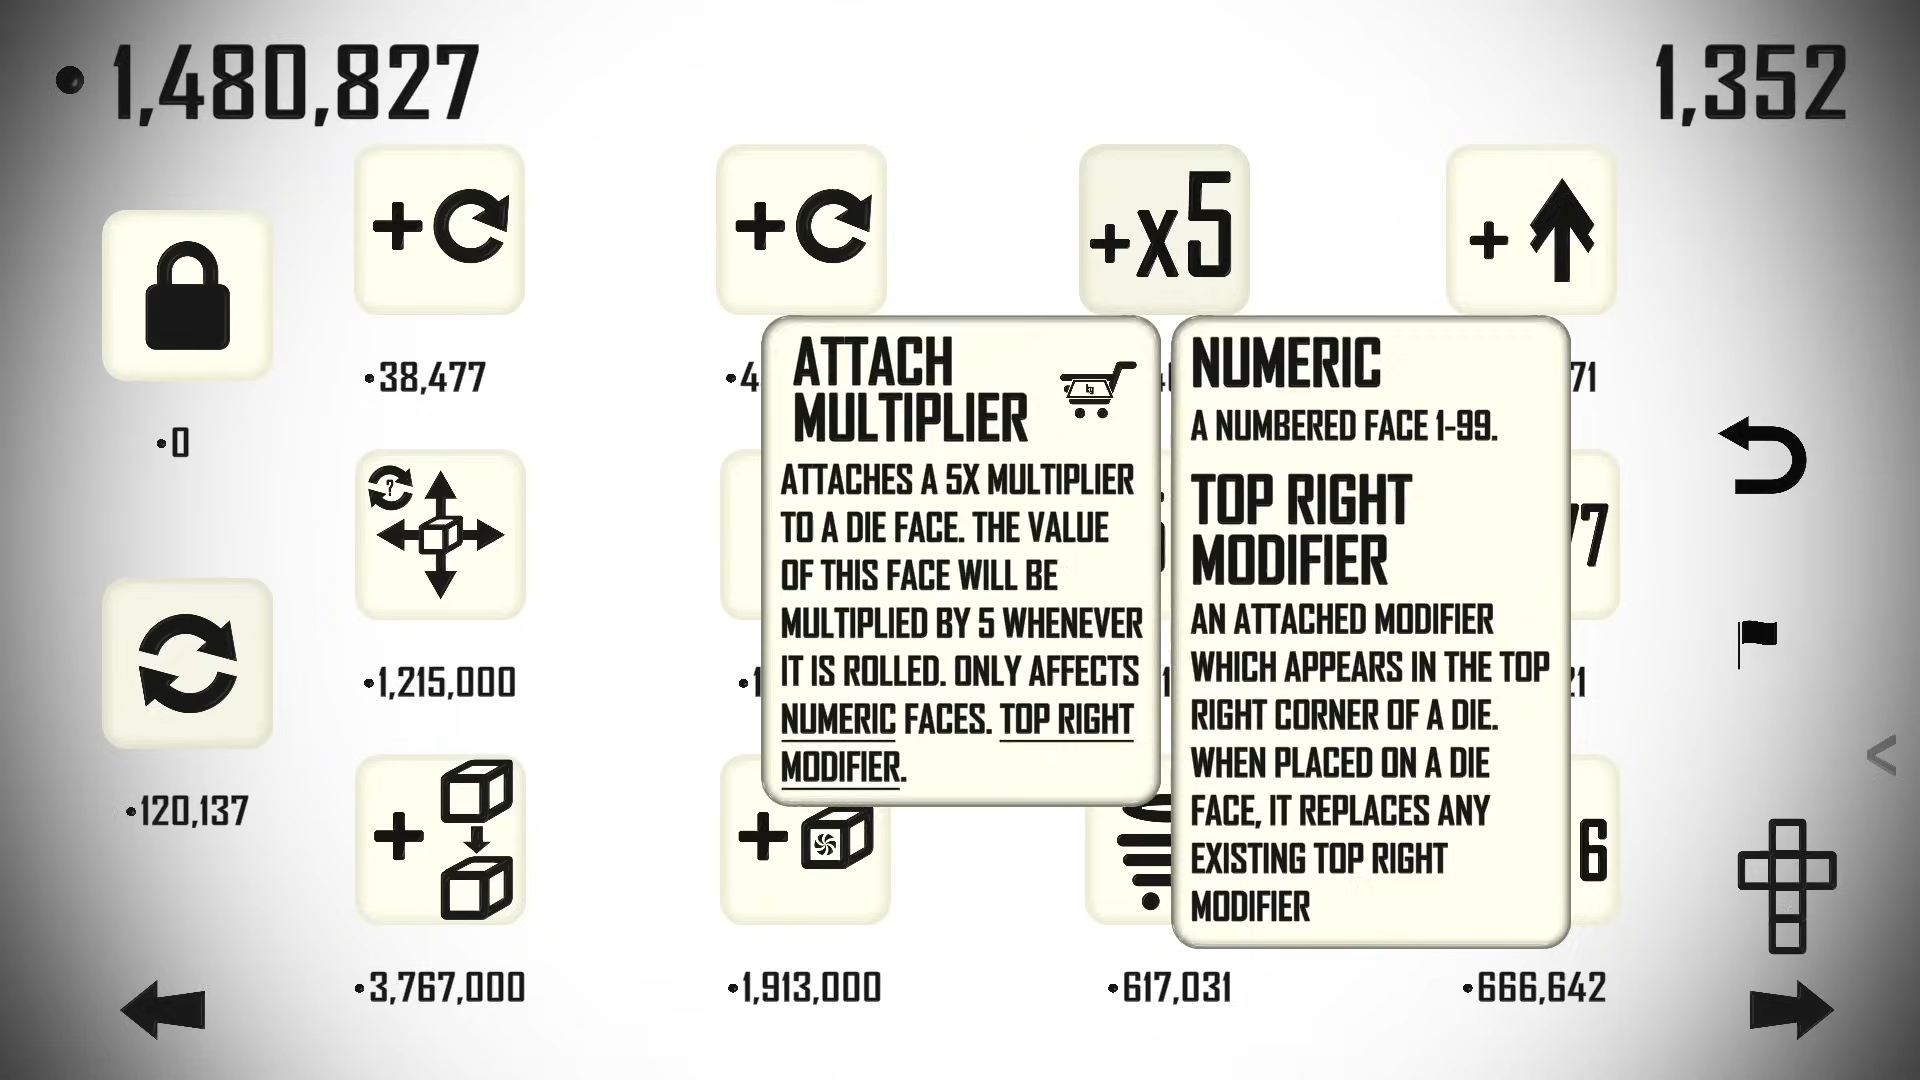 1,480,827
1,352
+
+
+x5
+
38,477
ATTACH
MULTIPLIER
ATTACHES A 5X MULTIPLIER
TO A DIE FACE. THE VALUE
OF THIS FACE WILL BE
MULTIPLIED BY 5 WHENEVER
IT IS ROLLED. ONLY AFFECTS
NUMERIC FACES. TOP RIGHT
MODIFIER.
NUMERIC
A NUMBERED FACE 1-99.
TOP RIGHT
MODIFIER
AN ATTACHED MODIFIER
WHICH APPEARS IN THE TOP
RIGHT CORNER OF A DIE.
WHEN PLACED ON A DIE
FACE, IT REPLACES ANY
EXISTING TOP RIGHT
MODIFIER
0
?
1,215,000
120,137
+
+
6
3,767,000
1,913,000
617,031
666,642
<